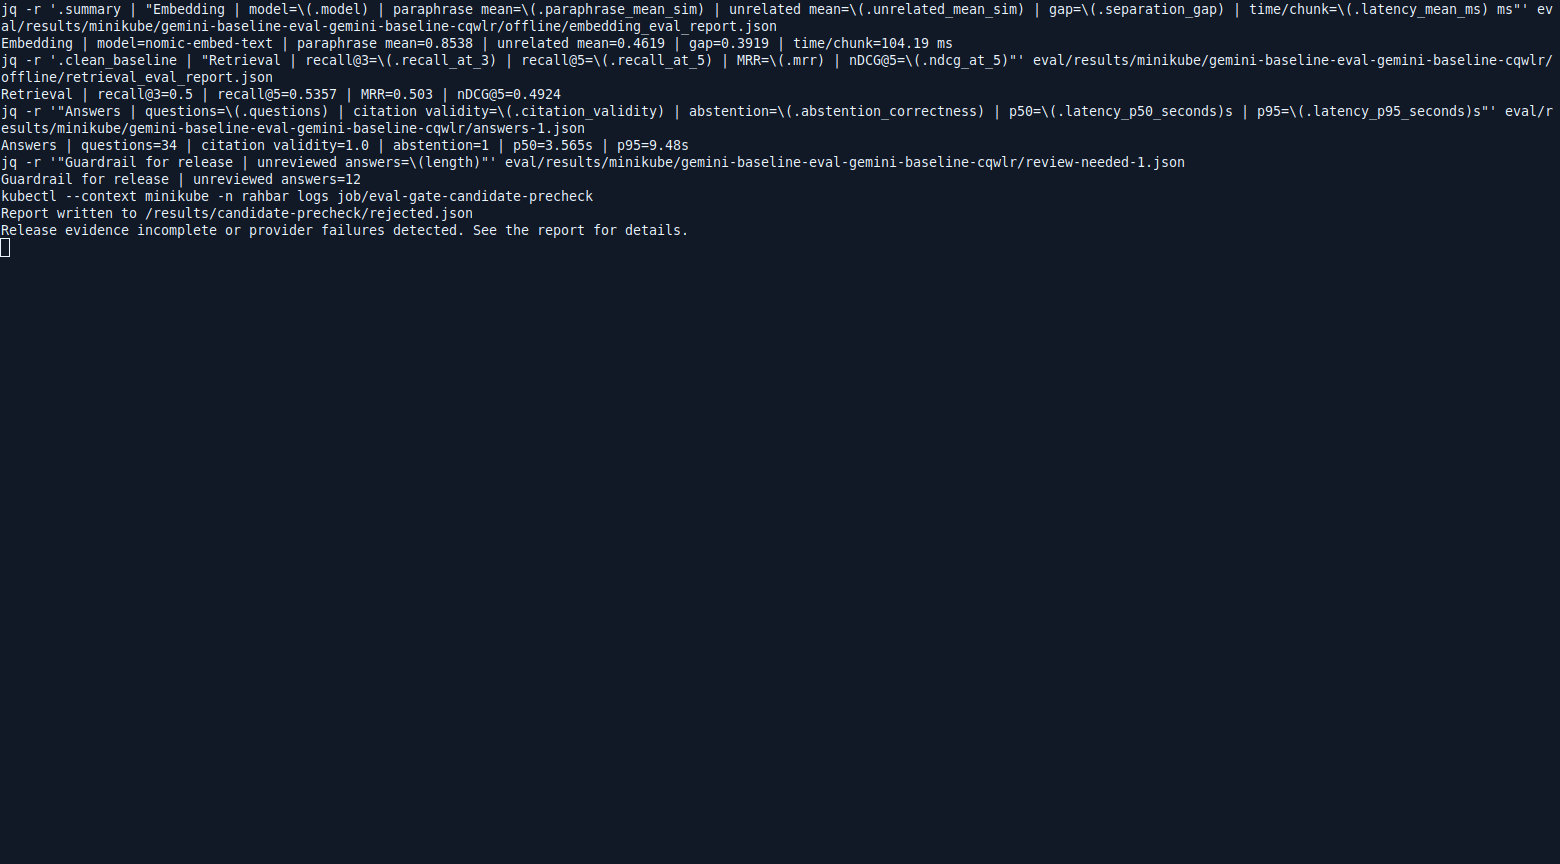 jq -r '.summary | "Embedding | model=\(.model) | paraphrase mean=\(.paraphrase_mean_sim) | unrelated mean=\(.unrelated_mean_sim) | gap=\(.separation_gap) | time/chunk=\(.latency_mean_ms) ms"' ev
al/results/minikube/gemini-baseline-eval-gemini-baseline-cqwlr/offline/embedding_eval_report.json
Embedding | model=nomic-embed-text | paraphrase mean=0.8538 | unrelated mean=0.4619 | gap=0.3919 | time/chunk=104.19 ms
jq -r '.clean_baseline | "Retrieval | recall@3=\(.recall_at_3) | recall@5=\(.recall_at_5) | MRR=\(.mrr) | nDCG@5=\(.ndcg_at_5)"' eval/results/minikube/gemini-baseline-eval-gemini-baseline-cqwlr/
offline/retrieval_eval_report.json
Retrieval | recall@3=0.5 | recall@5=0.5357 | MRR=0.503 | nDCG@5=0.4924
jq -r '"Answers | questions=\(.questions) | citation validity=\(.citation_validity) | abstention=\(.abstention_correctness) | p50=\(.latency_p50_seconds)s | p95=\(.latency_p95_seconds)s"' eval/r
esults/minikube/gemini-baseline-eval-gemini-baseline-cqwlr/answers-1.json
Answers | questions=34 | citation validity=1.0 | abstention=1 | p50=3.565s | p95=9.48s
jq -r '"Guardrail for release | unreviewed answers=\(length)"' eval/results/minikube/gemini-baseline-eval-gemini-baseline-cqwlr/review-needed-1.json
Guardrail for release | unreviewed answers=12
kubectl --context minikube -n rahbar logs job/eval-gate-candidate-precheck
Report written to /results/candidate-precheck/rejected.json
Release evidence incomplete or provider failures detected. See the report for details.